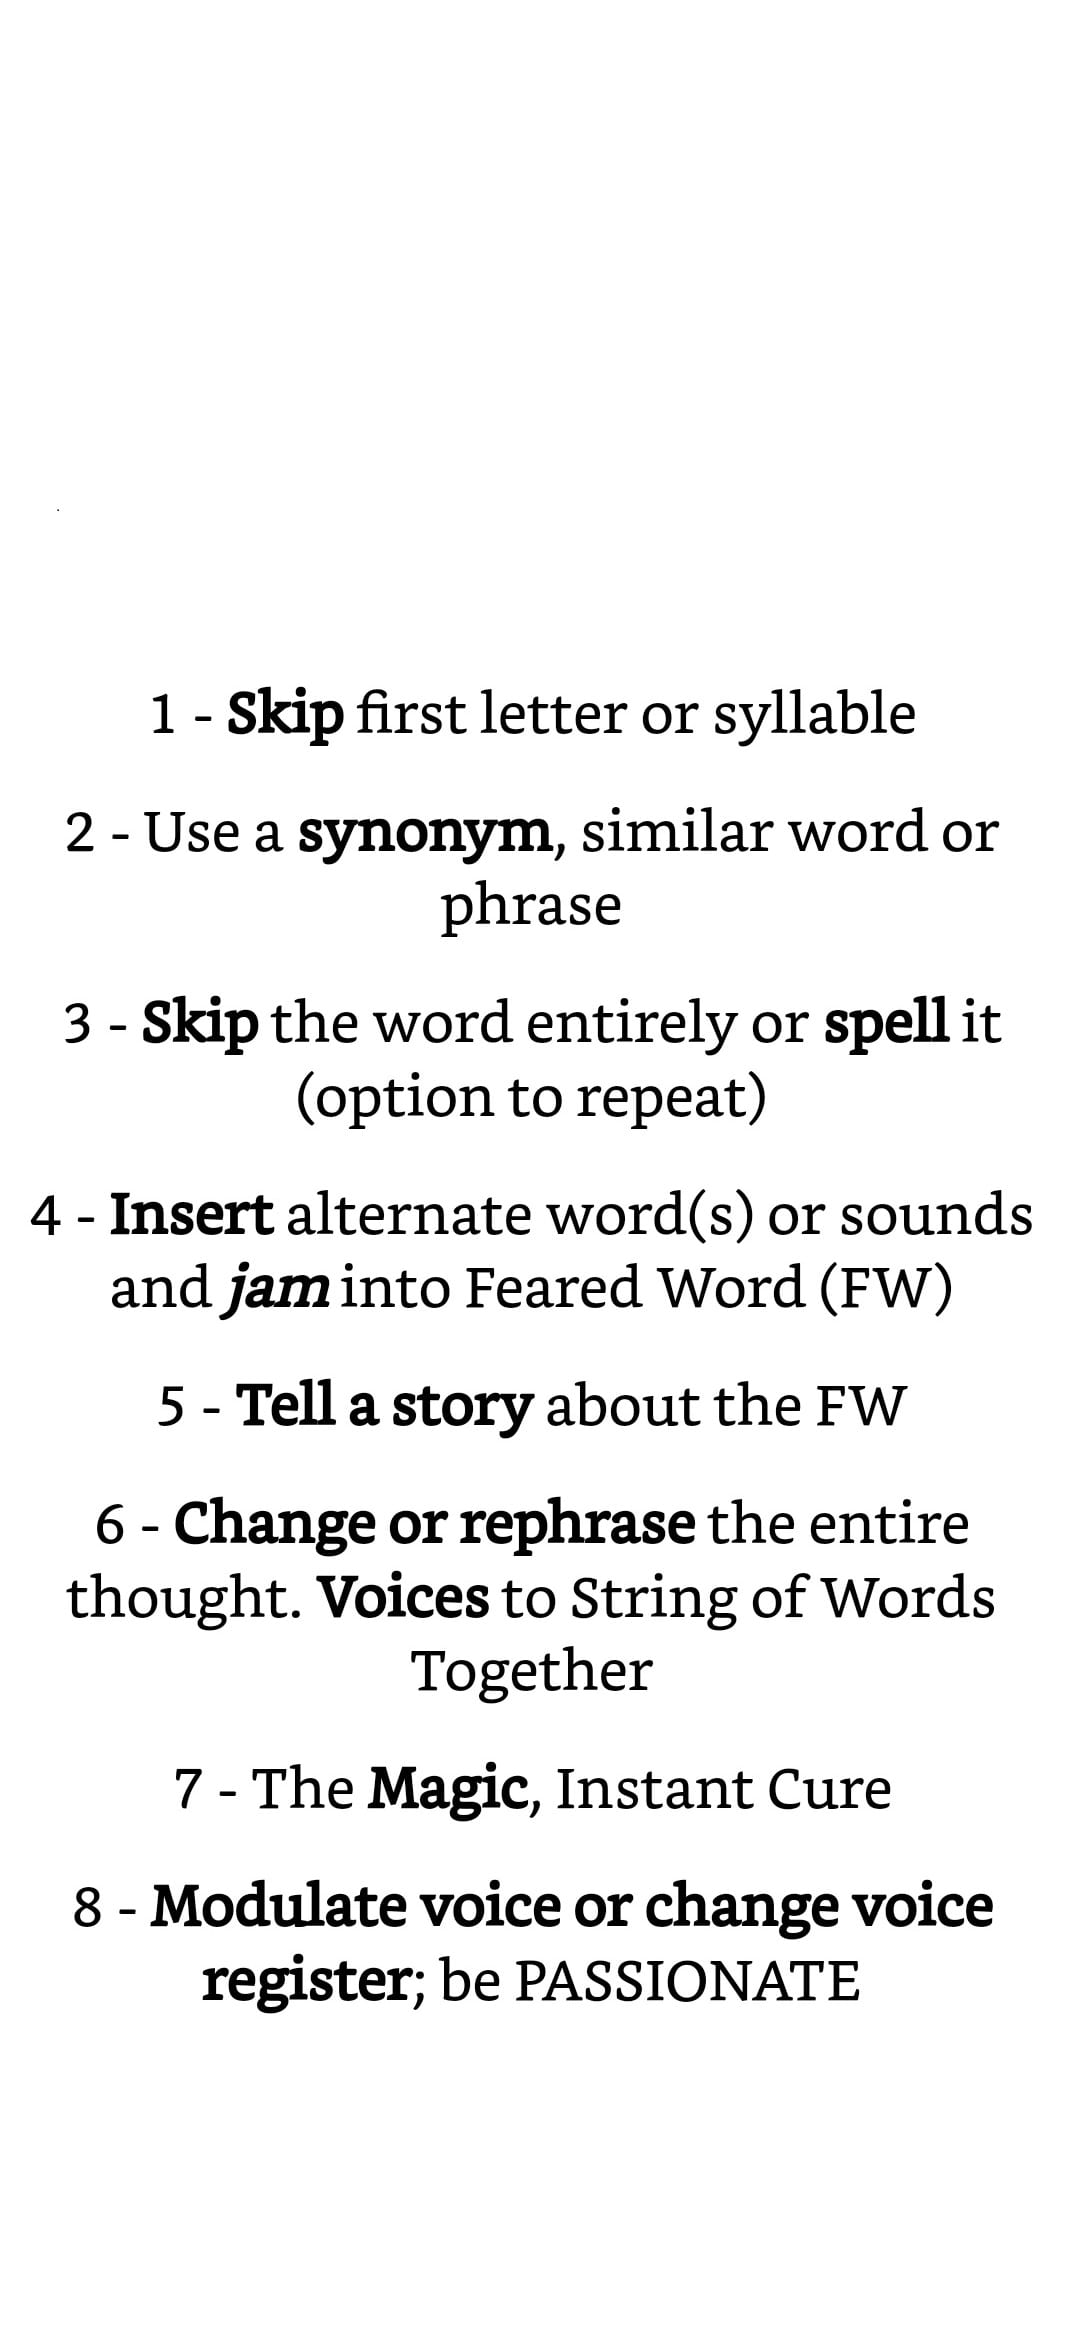 1 - Skip first letter or syllable
2 - Use a synonym, similar word or
phrase
3 - Skip the word entirely or spell it
(option to repeat)
4 - Insert alternate word(s) or sounds
and jam into Feared Word (FW)
5 - Tell a story about the FW
6 - Change or rephrase the entire
thought. Voices to String of Words
Together
7 - The Magic, Instant Cure
8 - Modulate voice or change voice
register; be PASSIONATE